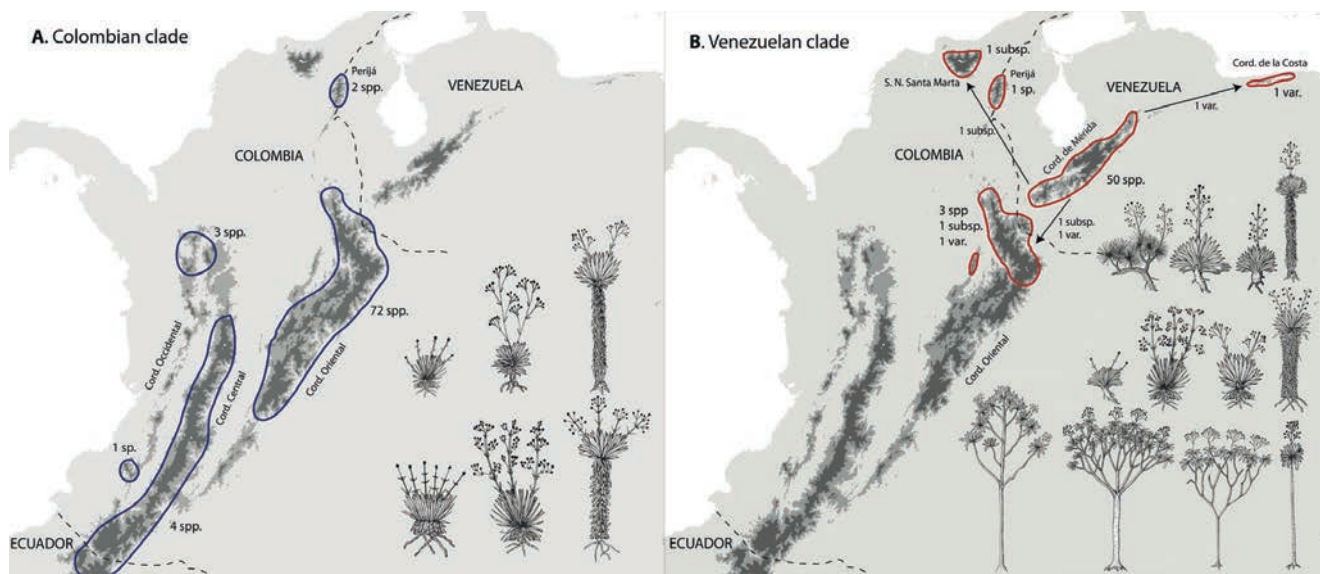 A. Colombian clade
Perijá
2 spp.
VENEZUELA
COLOMBIA
3 spp.
72 spp.
Cord. Occidental
Cord. Central
Cord. Oriental
1 sp.
4 spp.
ECUADOR
B. Venezuelan clade
1 subsp.
S. N. Santa Marta
Perijá
1 sp.
Cord. de la Costa
1 var.
VENEZUELA
1 var.
1 subsp.
COLOMBIA
Cord. de Mérida
50 spp.
3 spp
1 subsp.
1 var.
1 subsp.
1 var.
Cord. Oriental
ECUADOR